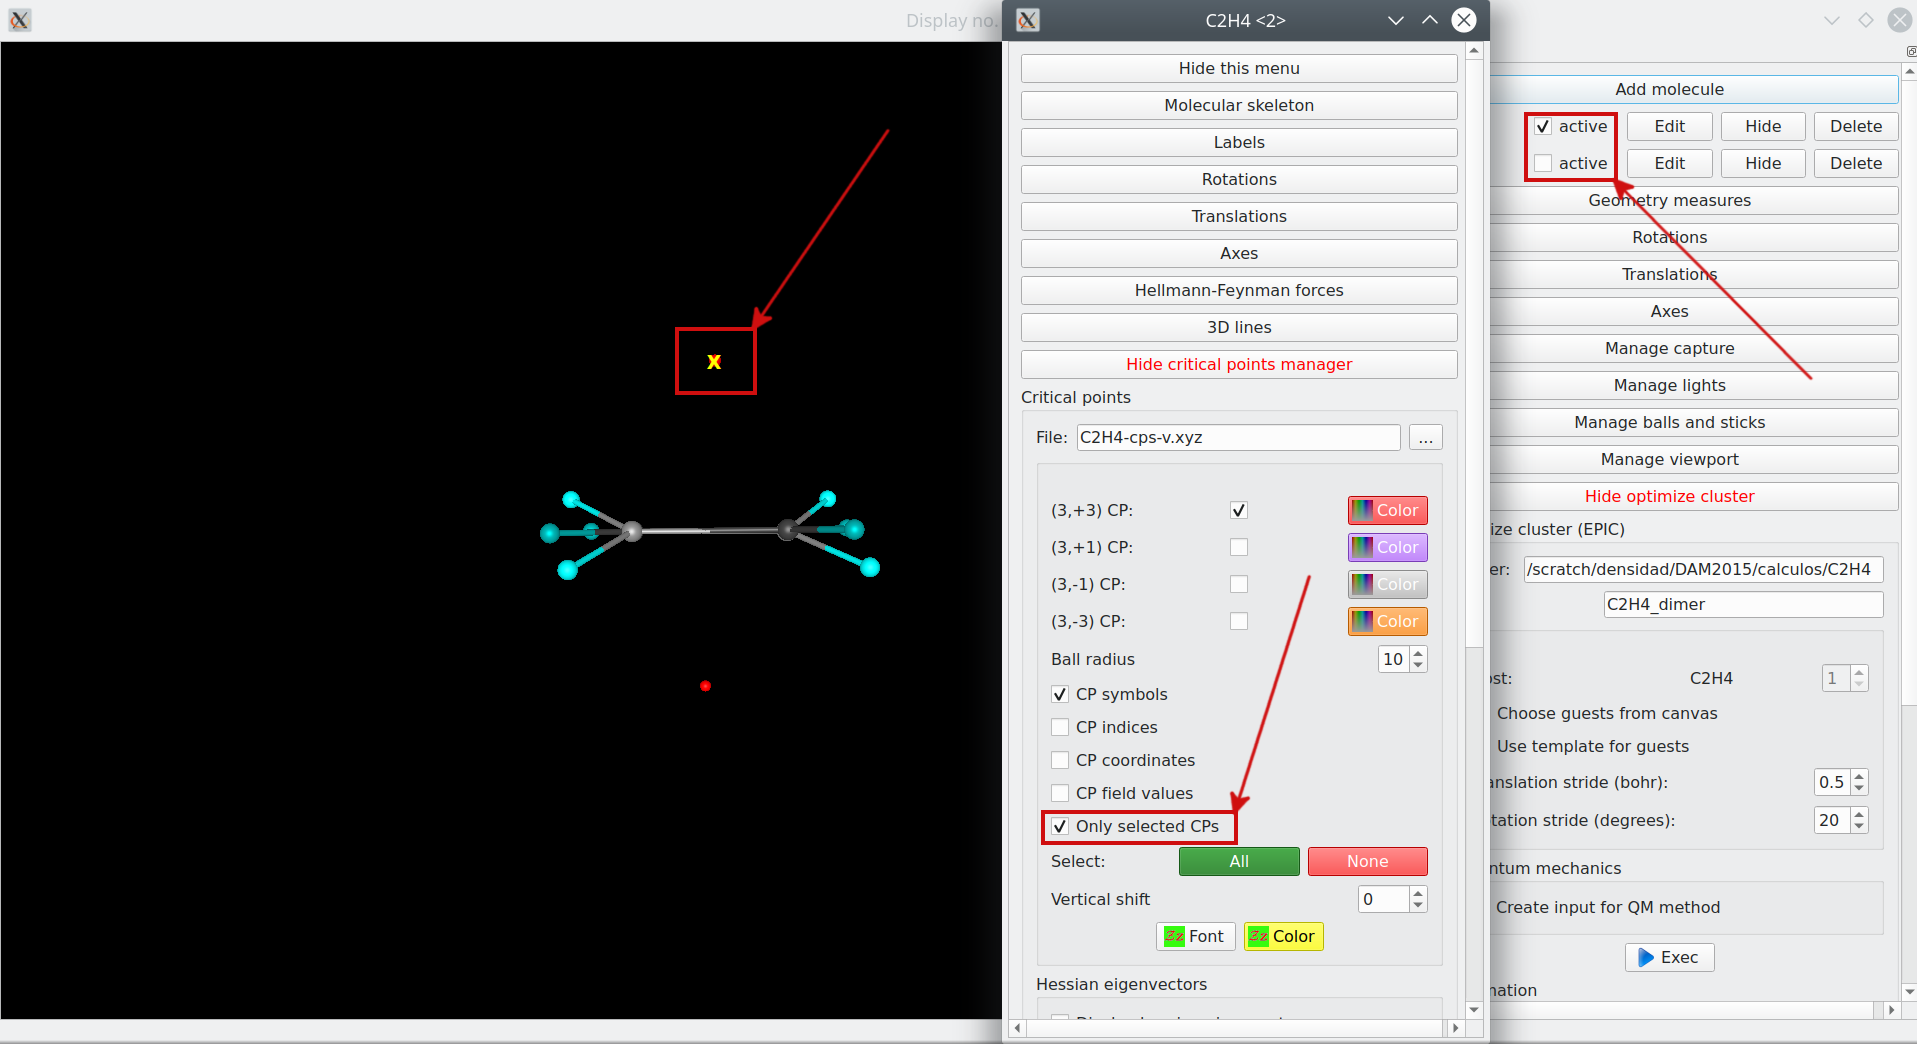 Display no.
C2H4 <2>
Hide this menu
Molecular skeleton
Labels
Rotations
Translations
Axes
Hellmann-Feynman forces
3D lines
Hide critical points manager
Critical points
File: C2H4-cps-v.xyz ...
(3,+3) CP: Color
(3,+1) CP: Color
(3,-1) CP: Color
(3,-3) CP: Color
Ball radius 10
CP symbols
CP indices
CP coordinates
CP field values
Only selected CPs
Select: All None
Vertical shift 0
Zz Font Zz Color
Hessian eigenvectors
x
Add molecule
active Edit Hide Delete
active Edit Hide Delete
Geometry measures
Rotations
Translations
Axes
Manage capture
Manage lights
Manage balls and sticks
Manage viewport
Hide optimize cluster
ize cluster (EPIC)
er: /scratch/densidad/DAM2015/calculos/C2H4
C2H4_dimer
ost: C2H4 1
Choose guests from canvas
Use template for guests
anslation stride (bohr): 0.5
tation stride (degrees): 20
ntum mechanics
Create input for QM method
Exec
mation